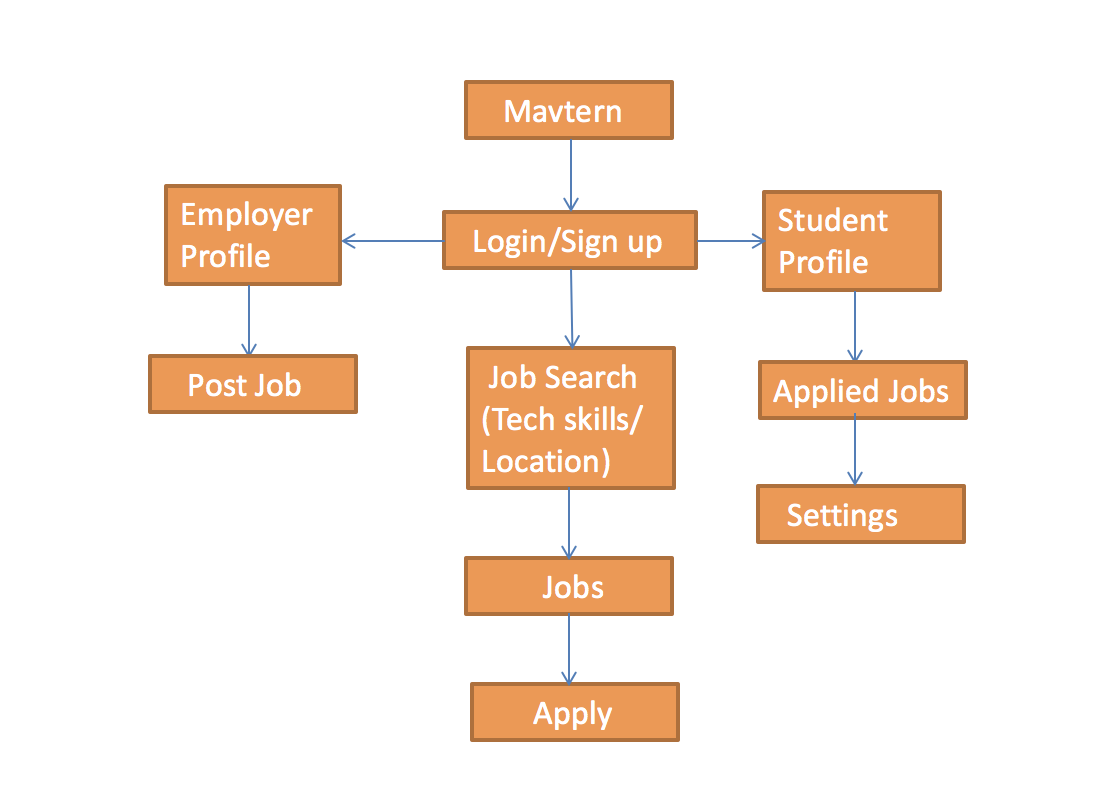 Mavtern
Employer
Profile
Login/Sign up
Student
Profile
Post Job
Job Search
(Tech skills/
Location)
Applied Jobs
Settings
Jobs
Apply